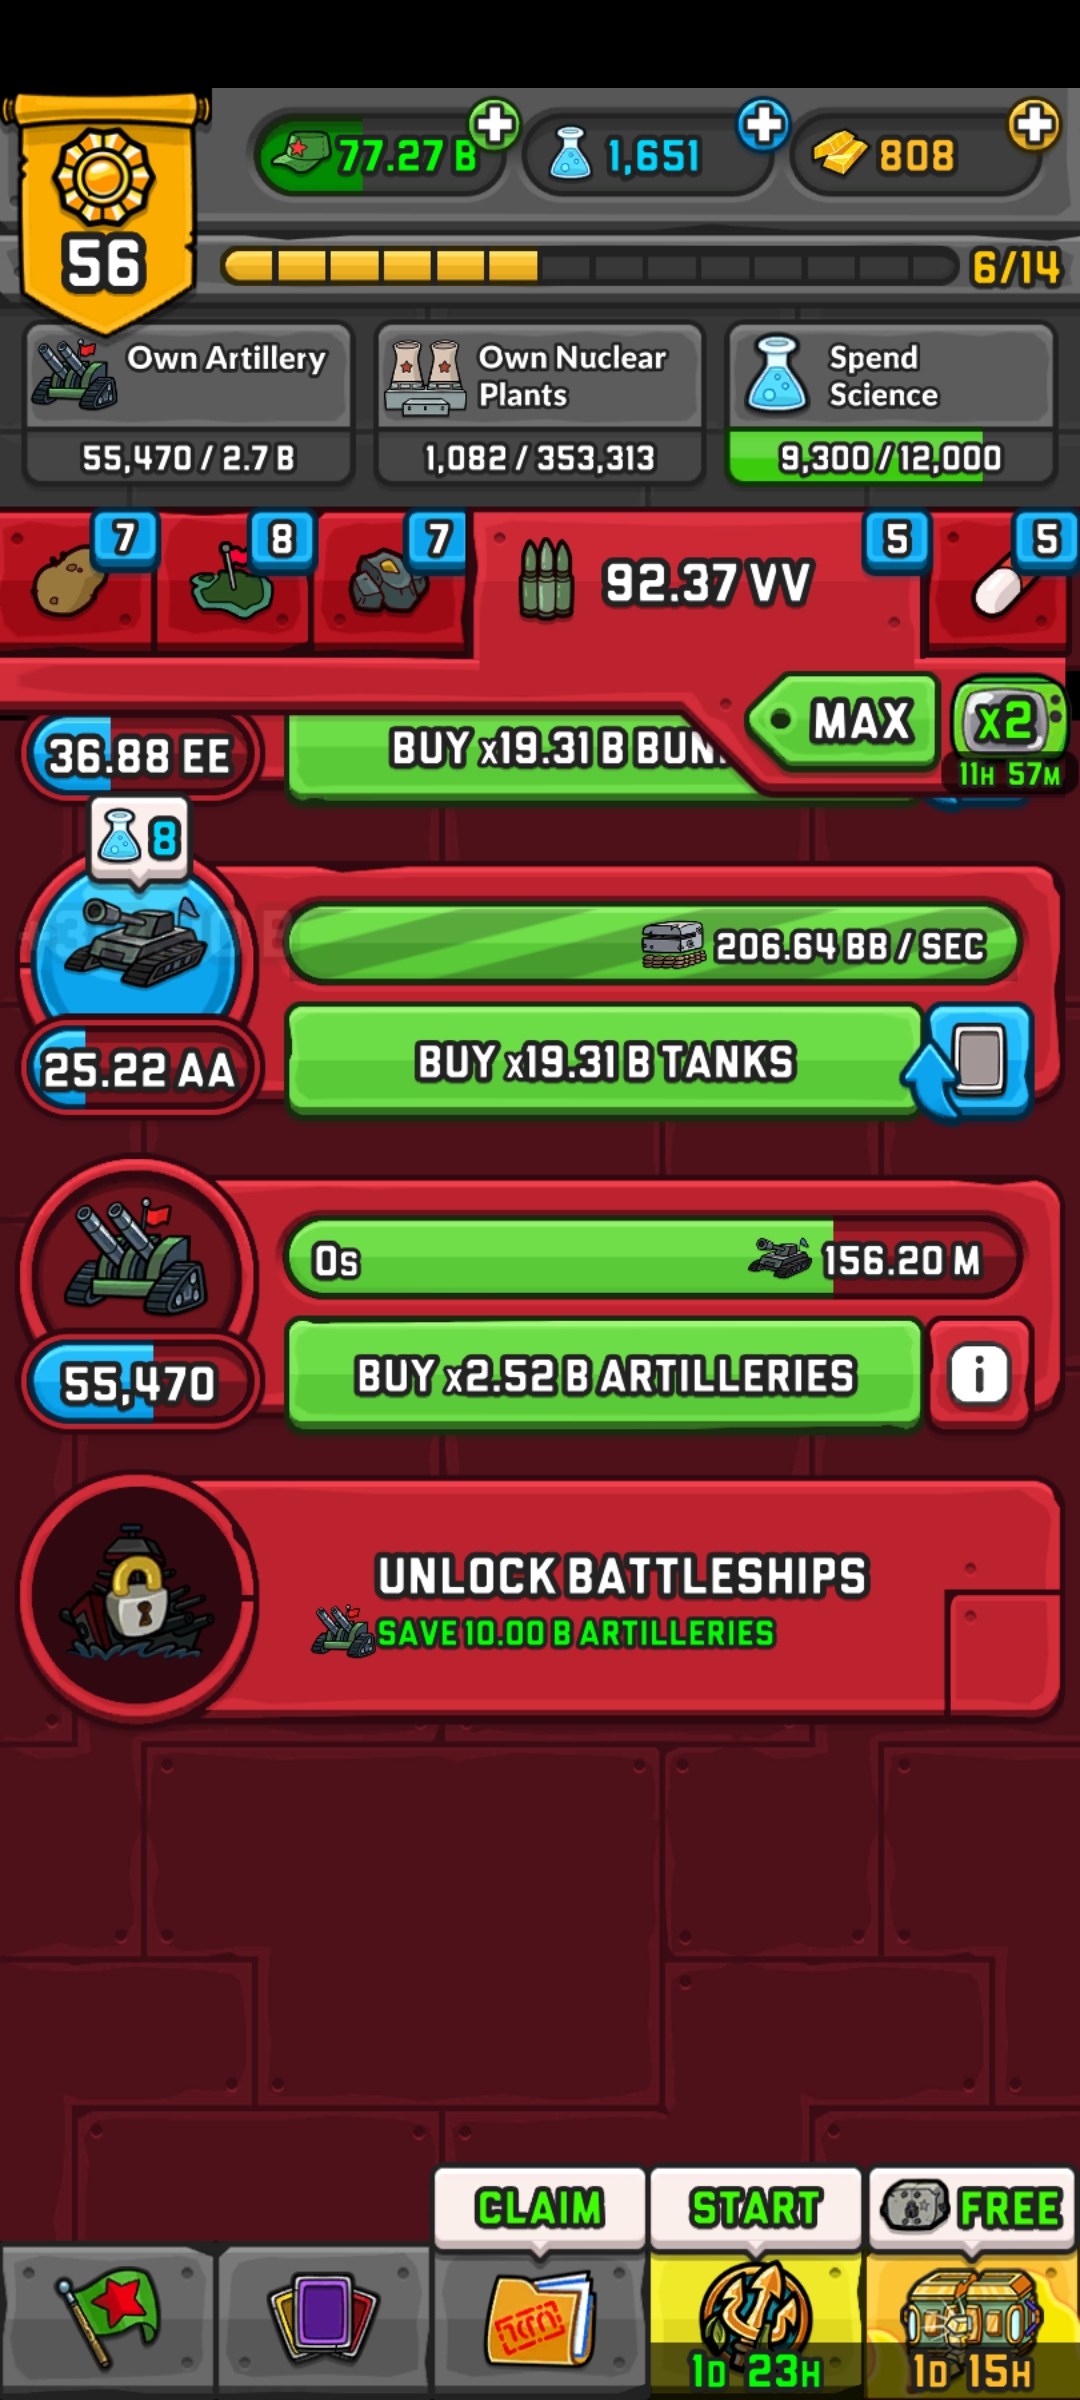 77.27 B
1,651
808
56
6/14
Own Artillery
55,470 / 2.7 B
Own Nuclear
Plants
1,082 / 353,313
Spend
Science
9,300 / 12,000
7
8
7
92.37 VV
5
5
MAX
x2
11H 57M
36.88 EE
BUY x19.31 B BUN
8
206.64 BB / SEC
25.22 AA
BUY x19.31 B TANKS
0s
156.20 M
55,470
BUY x2.52 B ARTILLERIES
i
UNLOCK BATTLESHIPS
SAVE 10.00 B ARTILLERIES
CLAIM
START
FREE
1D 23H
1D 15H